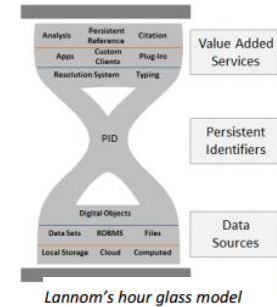 Analysis Persistent Reference Citation
Apps Custom Clients Plug-Ins
Resolution System Typing
Value Added Services
PID
Persistent Identifiers
Digital Objects
Data Sets RDBMS Files
Local Storage Cloud Computed
Data Sources
Lannom's hour glass model